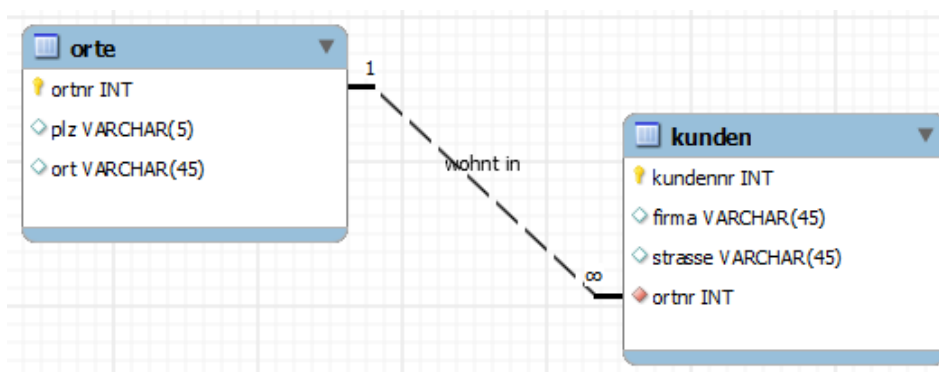 orte
ortnr INT
plz VARCHAR(5)
ort VARCHAR(45)
1
wohnt in
∞
kunden
kundennr INT
firma VARCHAR(45)
strasse VARCHAR(45)
ortnr INT